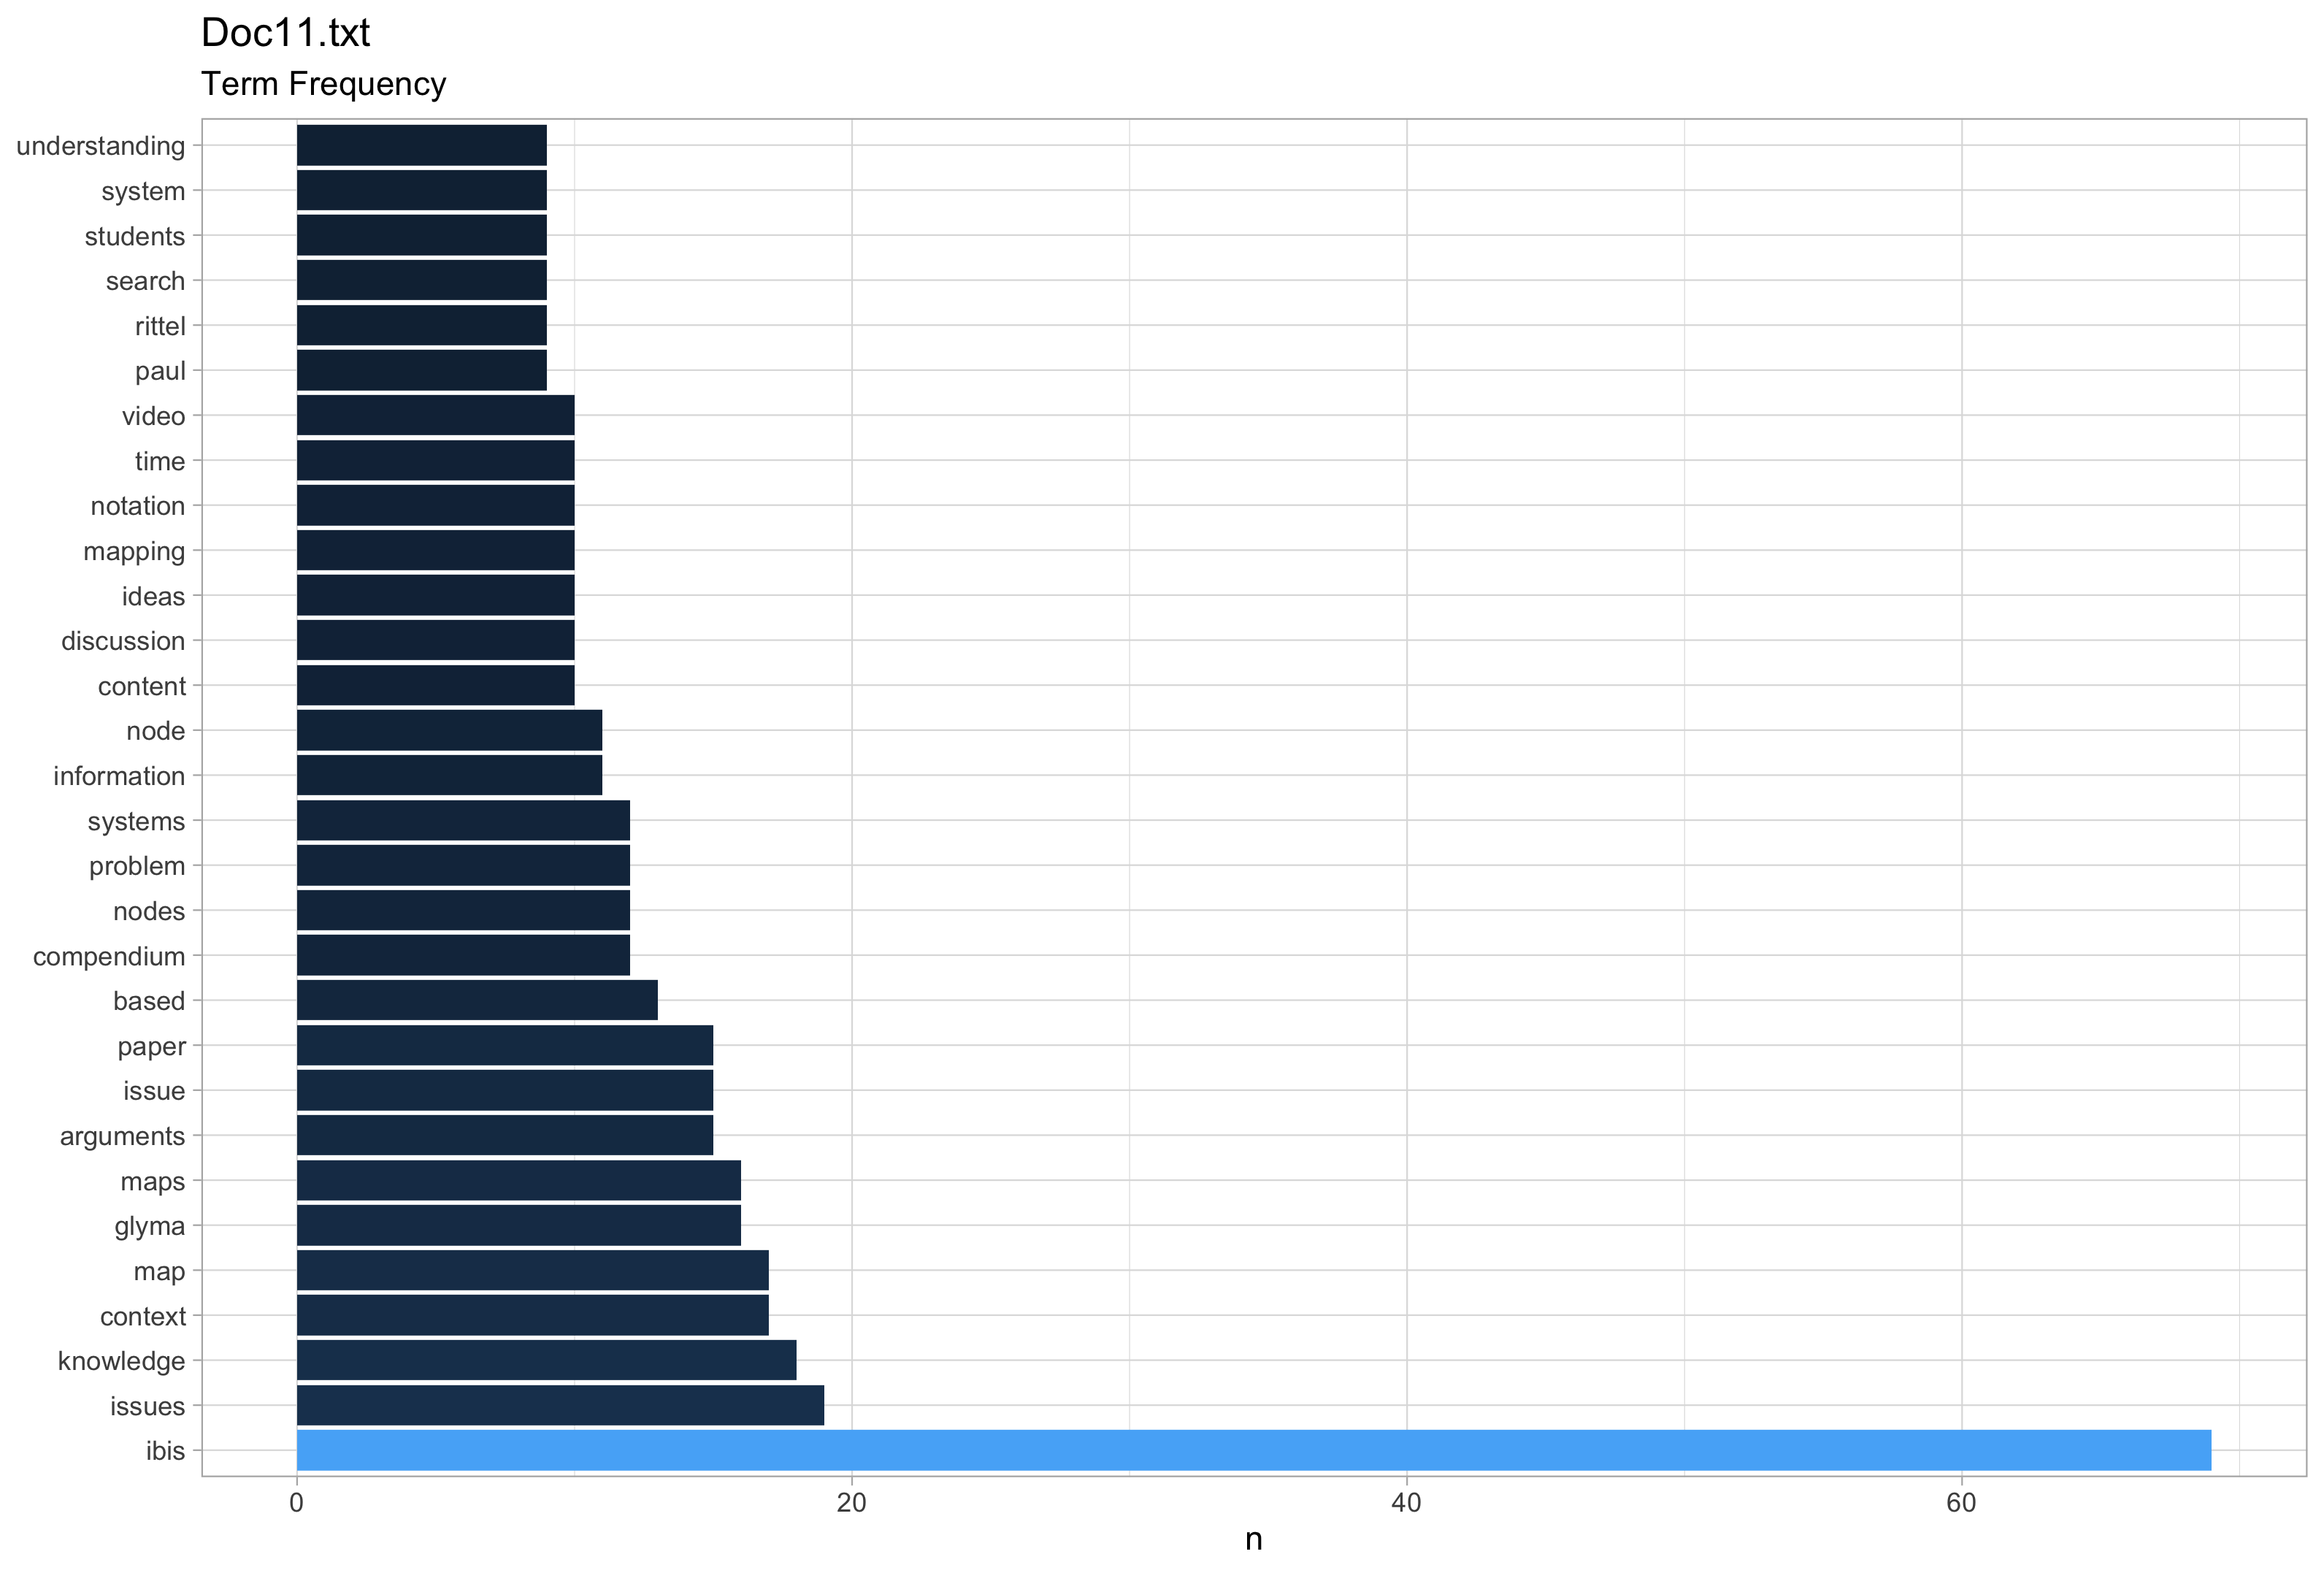 Doc11.txt
Term Frequency
understanding
system
students
search
rittel
paul
video
time
notation
mapping
ideas
discussion
content
node
information
systems
problem
nodes
compendium
based
paper
issue
arguments
maps
glyma
map
context
knowledge
issues
ibis
0 20 40 60
n